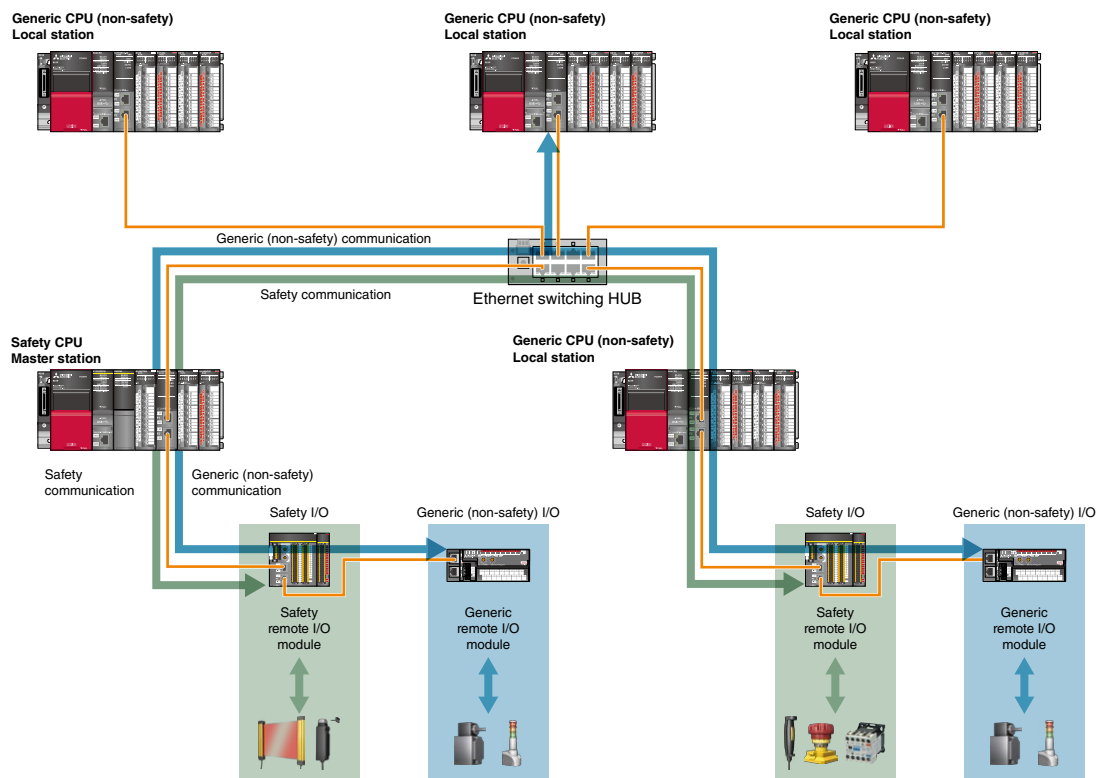 Generic CPU (non-safety)
Local station
Generic CPU (non-safety)
Local station
Generic CPU (non-safety)
Local station
Generic (non-safety) communication
Safety communication
Ethernet switching HUB
Safety CPU
Master station
Generic CPU (non-safety)
Local station
Safety
communication
Generic (non-safety)
communication
Safety I/O
Generic (non-safety) I/O
Safety I/O
Generic (non-safety) I/O
Safety
remote I/O
module
Generic
remote I/O
module
Safety
remote I/O
module
Generic
remote I/O
module